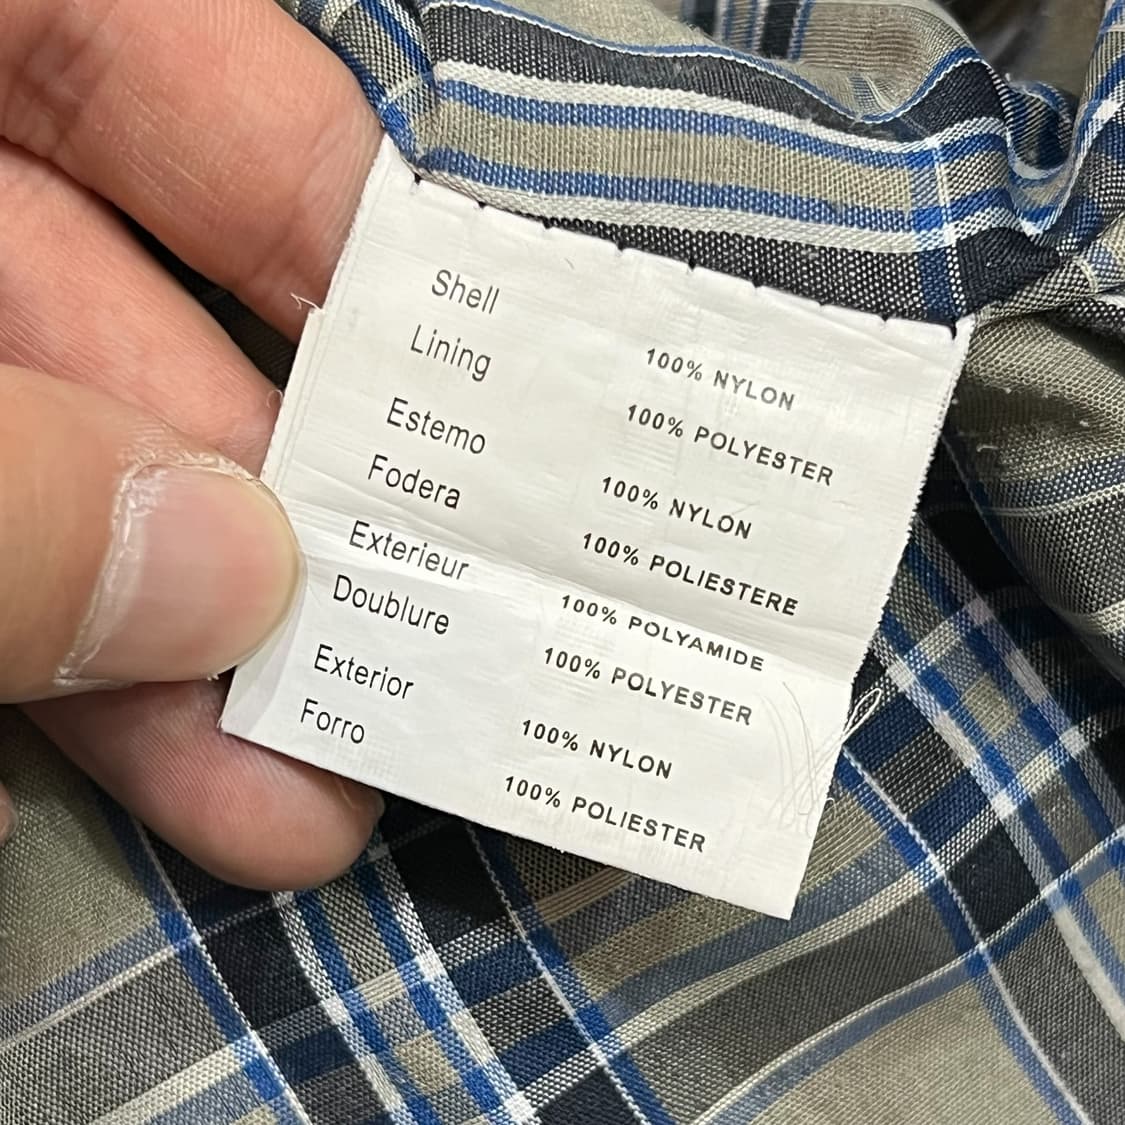 Shell 100% NYLON
Lining 100% POLYESTER
Estemo 100% NYLON
Fodera 100% POLIESTERE
Exterieur 100% POLYAMIDE
Doublure 100% POLYESTER
Exterior 100% NYLON
Forro 100% POLIESTER